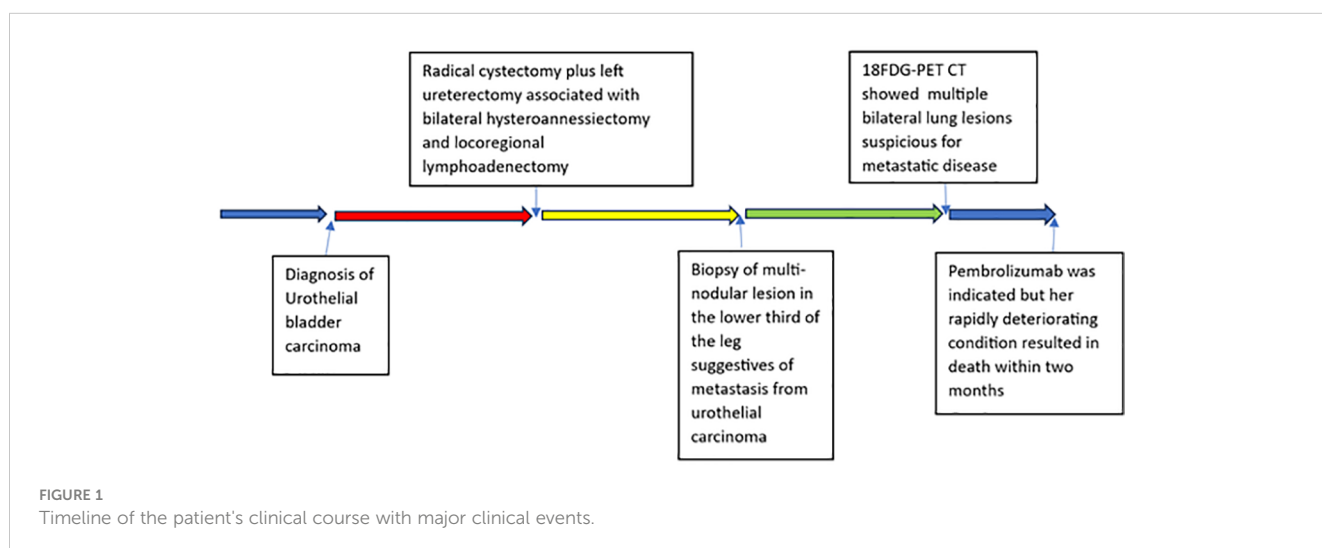 Radical cystectomy plus left
ureterectomy associated with
bilateral hysteroannessiectomy
and locoregional
lymphoadenectomy
18FDG-PET CT
showed multiple
bilateral lung lesions
suspicious for
metastatic disease
Diagnosis of
Urothelial
bladder
carcinoma
Biopsy of multi-
nodular lesion in
the lower third of
the leg
suggestives of
metastasis from
urothelial
carcinoma
Pembrolizumab was
indicated but her
rapidly deteriorating
condition resulted in
death within two
months
FIGURE 1
Timeline of the patient's clinical course with major clinical events.